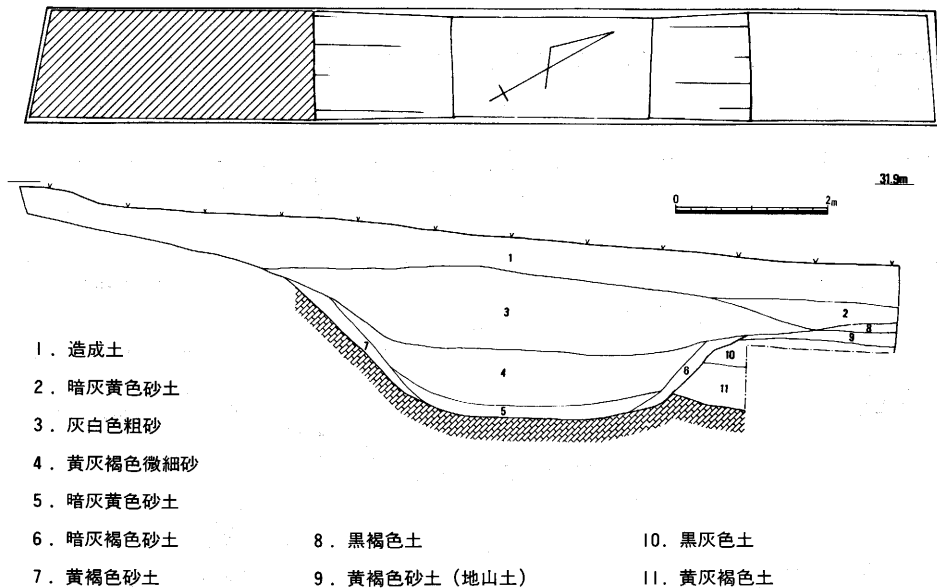 31.9m
0 2m
1
2
3
8
9
10
7
6
4
11
5
1. 造成土
2. 暗灰黄色砂土
3. 灰白色粗砂
4. 黄灰褐色微細砂
5. 暗灰黄色砂土
6. 暗灰褐色砂土
7. 黄褐色砂土
8. 黒褐色土
9. 黄褐色砂土（地山土）
10. 黒灰色土
11. 黄灰褐色土